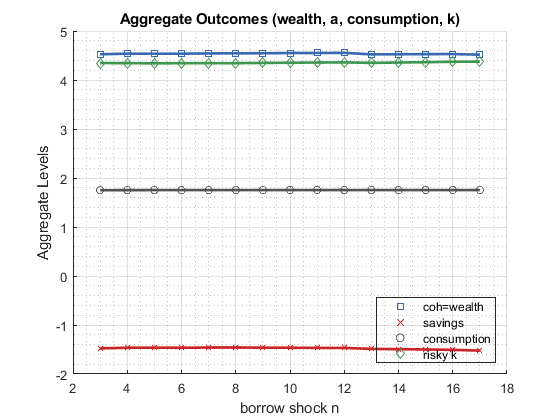 Aggregate Outcomes (wealth, a, consumption, k)
5
4
3
2
1
0
-1
-2
Aggregate Levels
coh=wealth
savings
consumption
risky k
2 4 6 8 10 12 14 16 18
borrow shock n